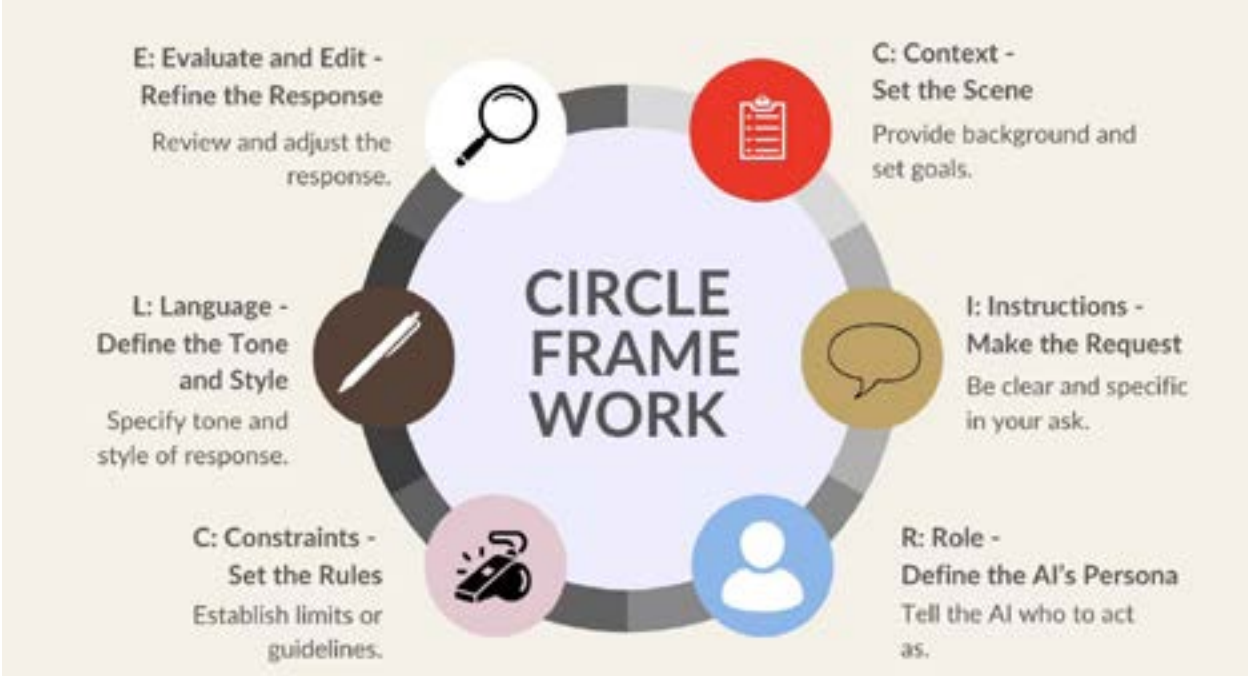 CIRCLE
FRAME
WORK
C: Context -
Set the Scene
Provide background and
set goals.
I: Instructions -
Make the Request
Be clear and specific
in your ask.
R: Role -
Define the AI's Persona
Tell the AI who to act
as.
C: Constraints -
Set the Rules
Establish limits or
guidelines.
L: Language -
Define the Tone
and Style
Specify tone and
style of response.
E: Evaluate and Edit -
Refine the Response
Review and adjust the
response.